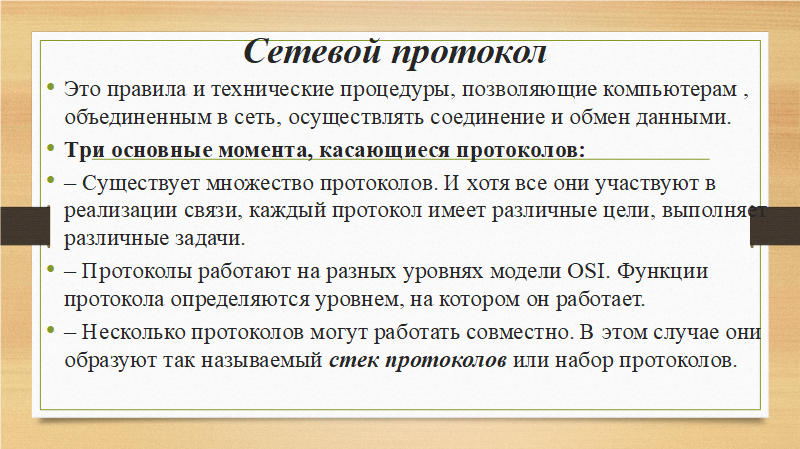 Сетевой протокол
• Это правила и технические процедуры, позволяющие компьютерам ,
объединенным в сеть, осуществлять соединение и обмен данными.
• Три основные момента, касающиеся протоколов:
• – Существует множество протоколов. И хотя все они участвуют в
реализации связи, каждый протокол имеет различные цели, выполняет
различные задачи.
• – Протоколы работают на разных уровнях модели OSI. Функции
протокола определяются уровнем, на котором он работает.
• – Несколько протоколов могут работать совместно. В этом случае они
образуют так называемый стек протоколов или набор протоколов.